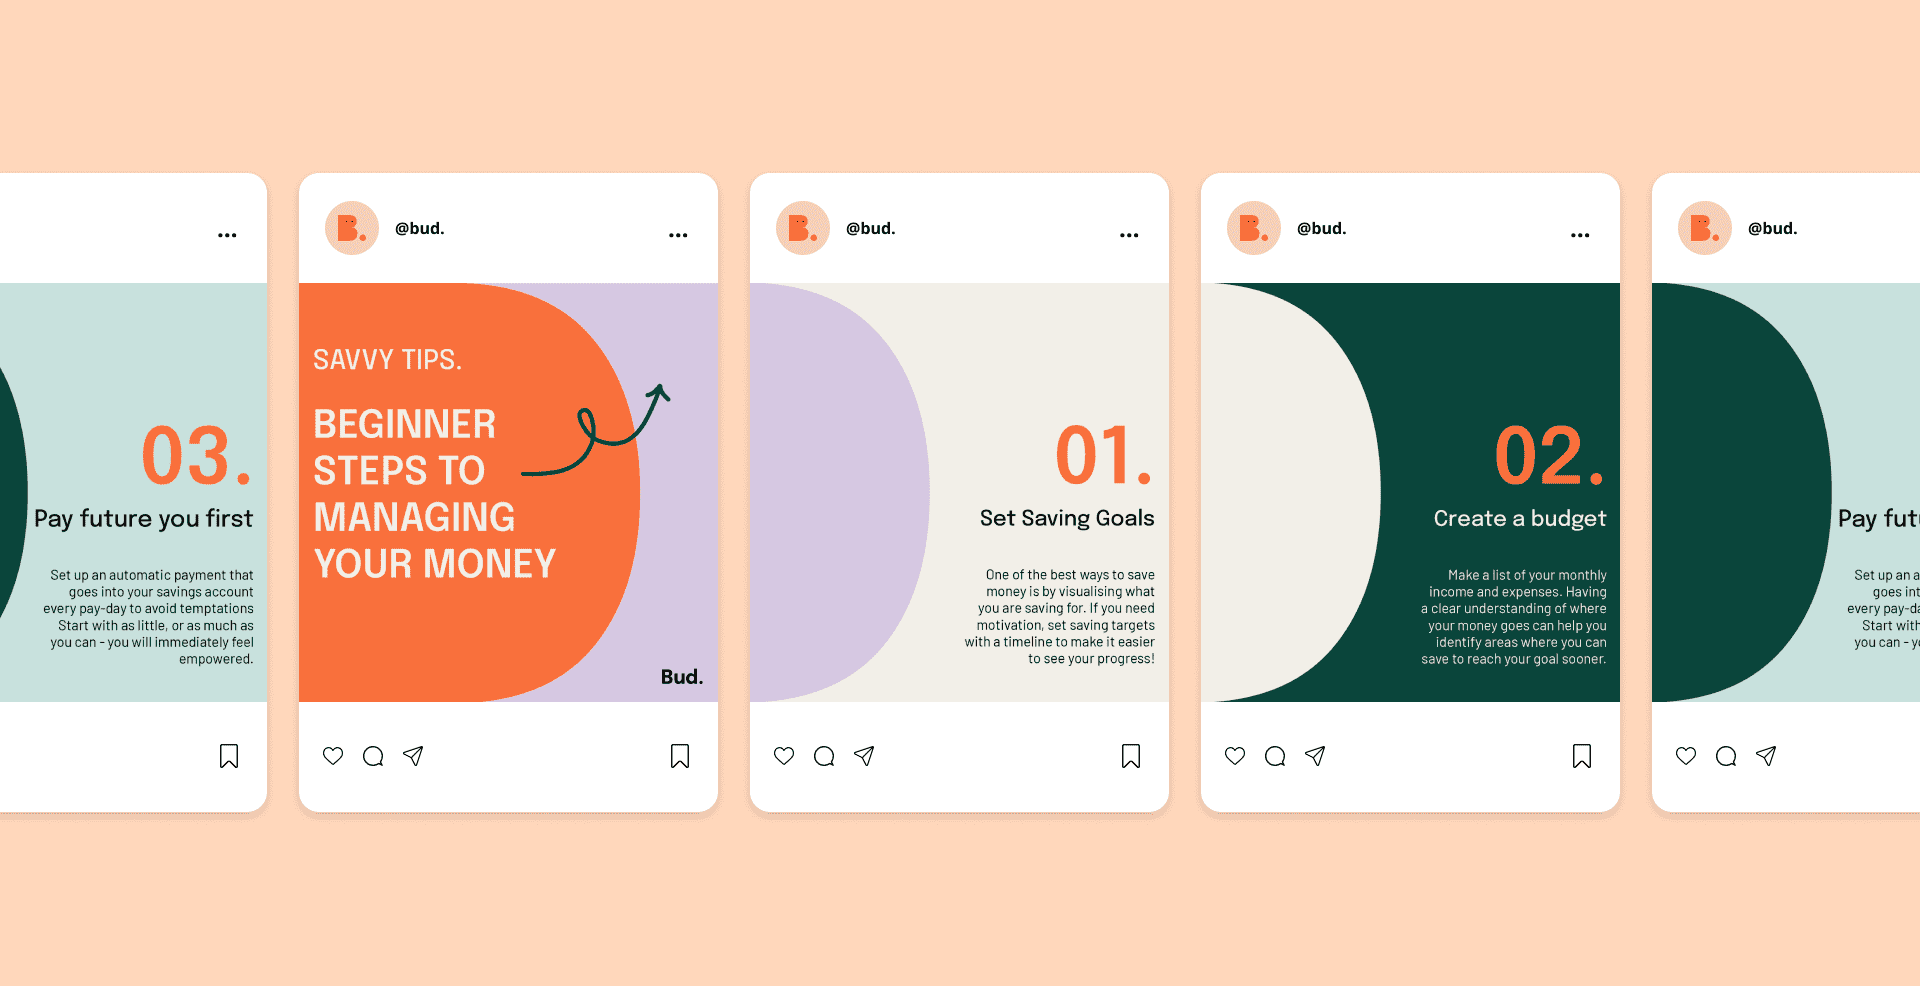 ...
03.
Pay future you first
Set up an automatic payment that
goes into your savings account
every pay-day to avoid temptations
Start with as little, or as much as
you can - you will immediately feel
empowered.
B.
@bud.
...
SAVVY TIPS.
BEGINNER
STEPS TO
MANAGING
YOUR MONEY
Bud.
B.
@bud.
...
01.
Set Saving Goals
One of the best ways to save
money is by visualising what
you are saving for. If you need
motivation, set saving targets
with a timeline to make it easier
to see your progress!
B.
@bud.
...
02.
Create a budget
Make a list of your monthly
income and expenses. Having
a clear understanding of where
your money goes can help you
identify areas where you can
save to reach your goal sooner.
B.
@bud.
Pay fut
Set up an a
goes int
every pay-da
Start with
you can - yo